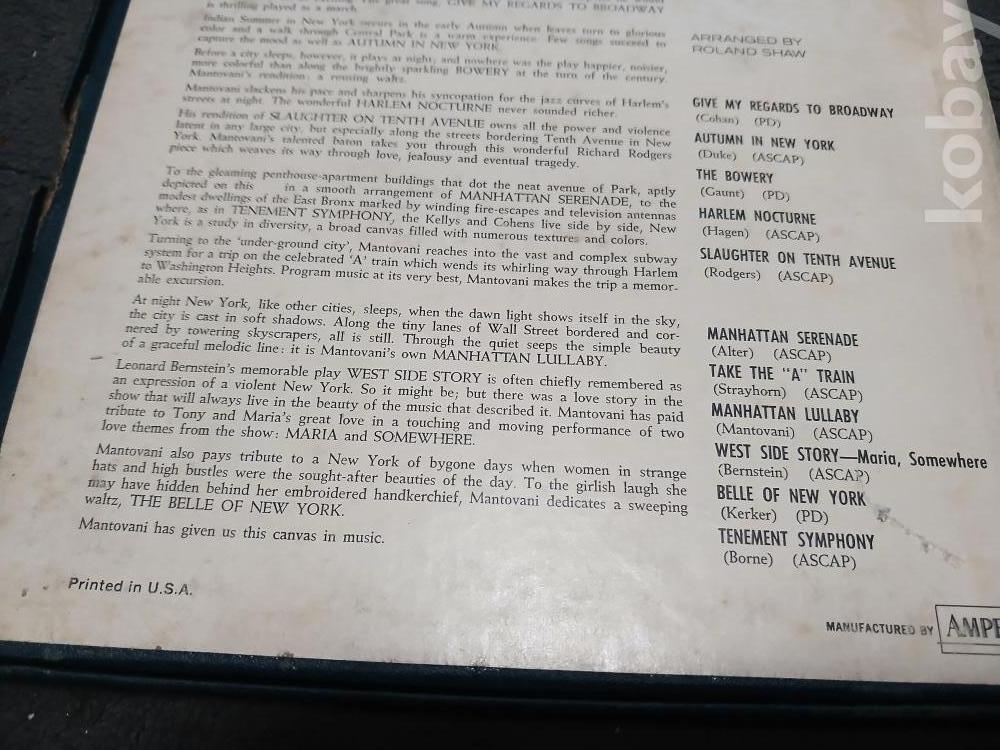 is thrilling played as a march.
GIVE MY REGARDS TO BROADWAY
Indian Summer in New York occurs in the early Autumn when leaves turn to glorious
color and a walk through Central Park is a warm experience. Few songs succeed to
capture the mood as well as AUTUMN IN NEW YORK.
Before a city sleeps, however, it plays at night; and nowhere was the play happier, noisier,
more colorful than along the brightly sparkling BOWERY at the turn of the century.
Mantovani's rendition: a rousing waltz.
Mantovani slackens his pace and sharpens his syncopation for the jazz curves of Harlem's
streets at night. The wonderful HARLEM NOCTURNE never sounded richer.
His rendition of SLAUGHTER ON TENTH AVENUE owns all the power and violence
latent in any large city, but especially along the streets bordering Tenth Avenue in New
York. Mantovani's talented baton takes you through this wonderful Richard Rodgers
piece which weaves its way through love, jealousy and eventual tragedy.
To the gleaming penthouse-apartment buildings that dot the neat avenue of Park, aptly
depicted on this in a smooth arrangement of MANHATTAN SERENADE, to the
modest dwellings of the East Bronx marked by winding fire-escapes and television antennas
where, as in TENEMENT SYMPHONY, the Kellys and Cohens live side by side, New
York is a study in diversity, a broad canvas filled with numerous textures and colors.
Turning to the 'under-ground city', Mantovani reaches into the vast and complex subway
system for a trip on the celebrated 'A' train which wends its whirling way through Harlem
to Washington Heights. Program music at its very best, Mantovani makes the trip a memor-
able excursion.
At night New York, like other cities, sleeps, when the dawn light shows itself in the sky,
the city is cast in soft shadows. Along the tiny lanes of Wall Street bordered and cor-
nered by towering skyscrapers, all is still. Through the quiet seeps the simple beauty
of a graceful melodic line: it is Mantovani's own MANHATTAN LULLABY.
Leonard Bernstein's memorable play WEST SIDE STORY is often chiefly remembered as
an expression of a violent New York. So it might be; but there was a love story in the
show that will always live in the beauty of the music that described it. Mantovani has paid
tribute to Tony and Maria's great love in a touching and moving performance of two
love themes from the show: MARIA and SOMEWHERE.
Mantovani also pays tribute to a New York of bygone days when women in strange
hats and high bustles were the sought-after beauties of the day. To the girlish laugh she
may have hidden behind her embroidered handkerchief, Mantovani dedicates a sweeping
waltz, THE BELLE OF NEW YORK.
Mantovani has given us this canvas in music.
Printed in U.S.A.
ARRANGED BY
ROLAND SHAW
GIVE MY REGARDS TO BROADWAY
(Cohan) (PD)
AUTUMN IN NEW YORK
(Duke) (ASCAP)
THE BOWERY
(Gaunt) (PD)
HARLEM NOCTURNE
(Hagen) (ASCAP)
SLAUGHTER ON TENTH AVENUE
(Rodgers) (ASCAP)
MANHATTAN SERENADE
(Alter) (ASCAP)
TAKE THE "A" TRAIN
(Strayhorn) (ASCAP)
MANHATTAN LULLABY
(Mantovani) (ASCAP)
WEST SIDE STORY—Maria, Somewhere
(Bernstein) (ASCAP)
BELLE OF NEW YORK
(Kerker) (PD)
TENEMENT SYMPHONY
(Borne) (ASCAP)
MANUFACTURED BY AMPE
kobay